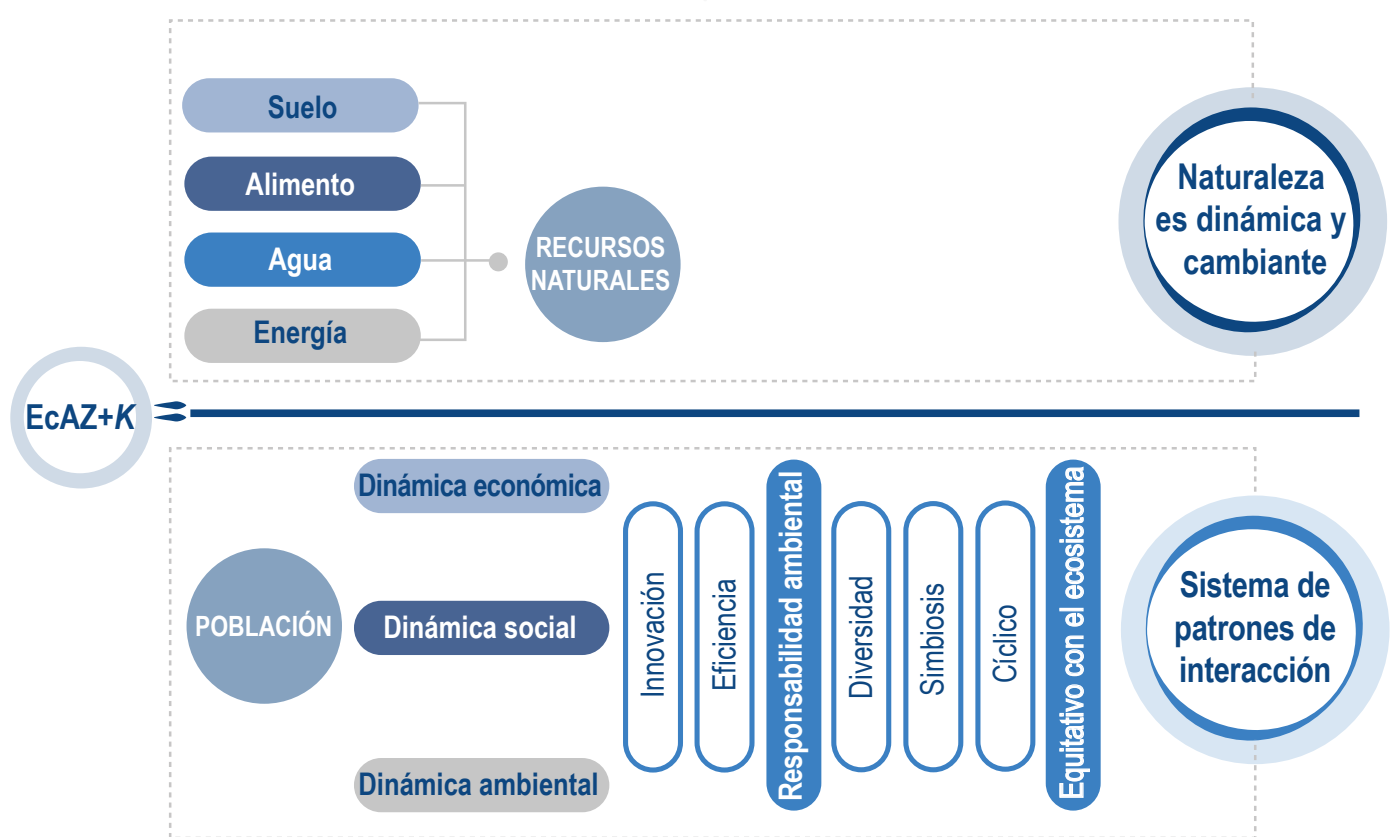 Suelo
Alimento
Agua
Energía
RECURSOS
NATURALES
Naturaleza
es dinámica y
cambiante
EcAZ+K
POBLACIÓN
Dinámica económica
Dinámica social
Dinámica ambiental
Innovación
Eficiencia
Responsabilidad ambiental
Diversidad
Simbiosis
Cíclico
Equitativo con el ecosistema
Sistema de
patrones de
interacción